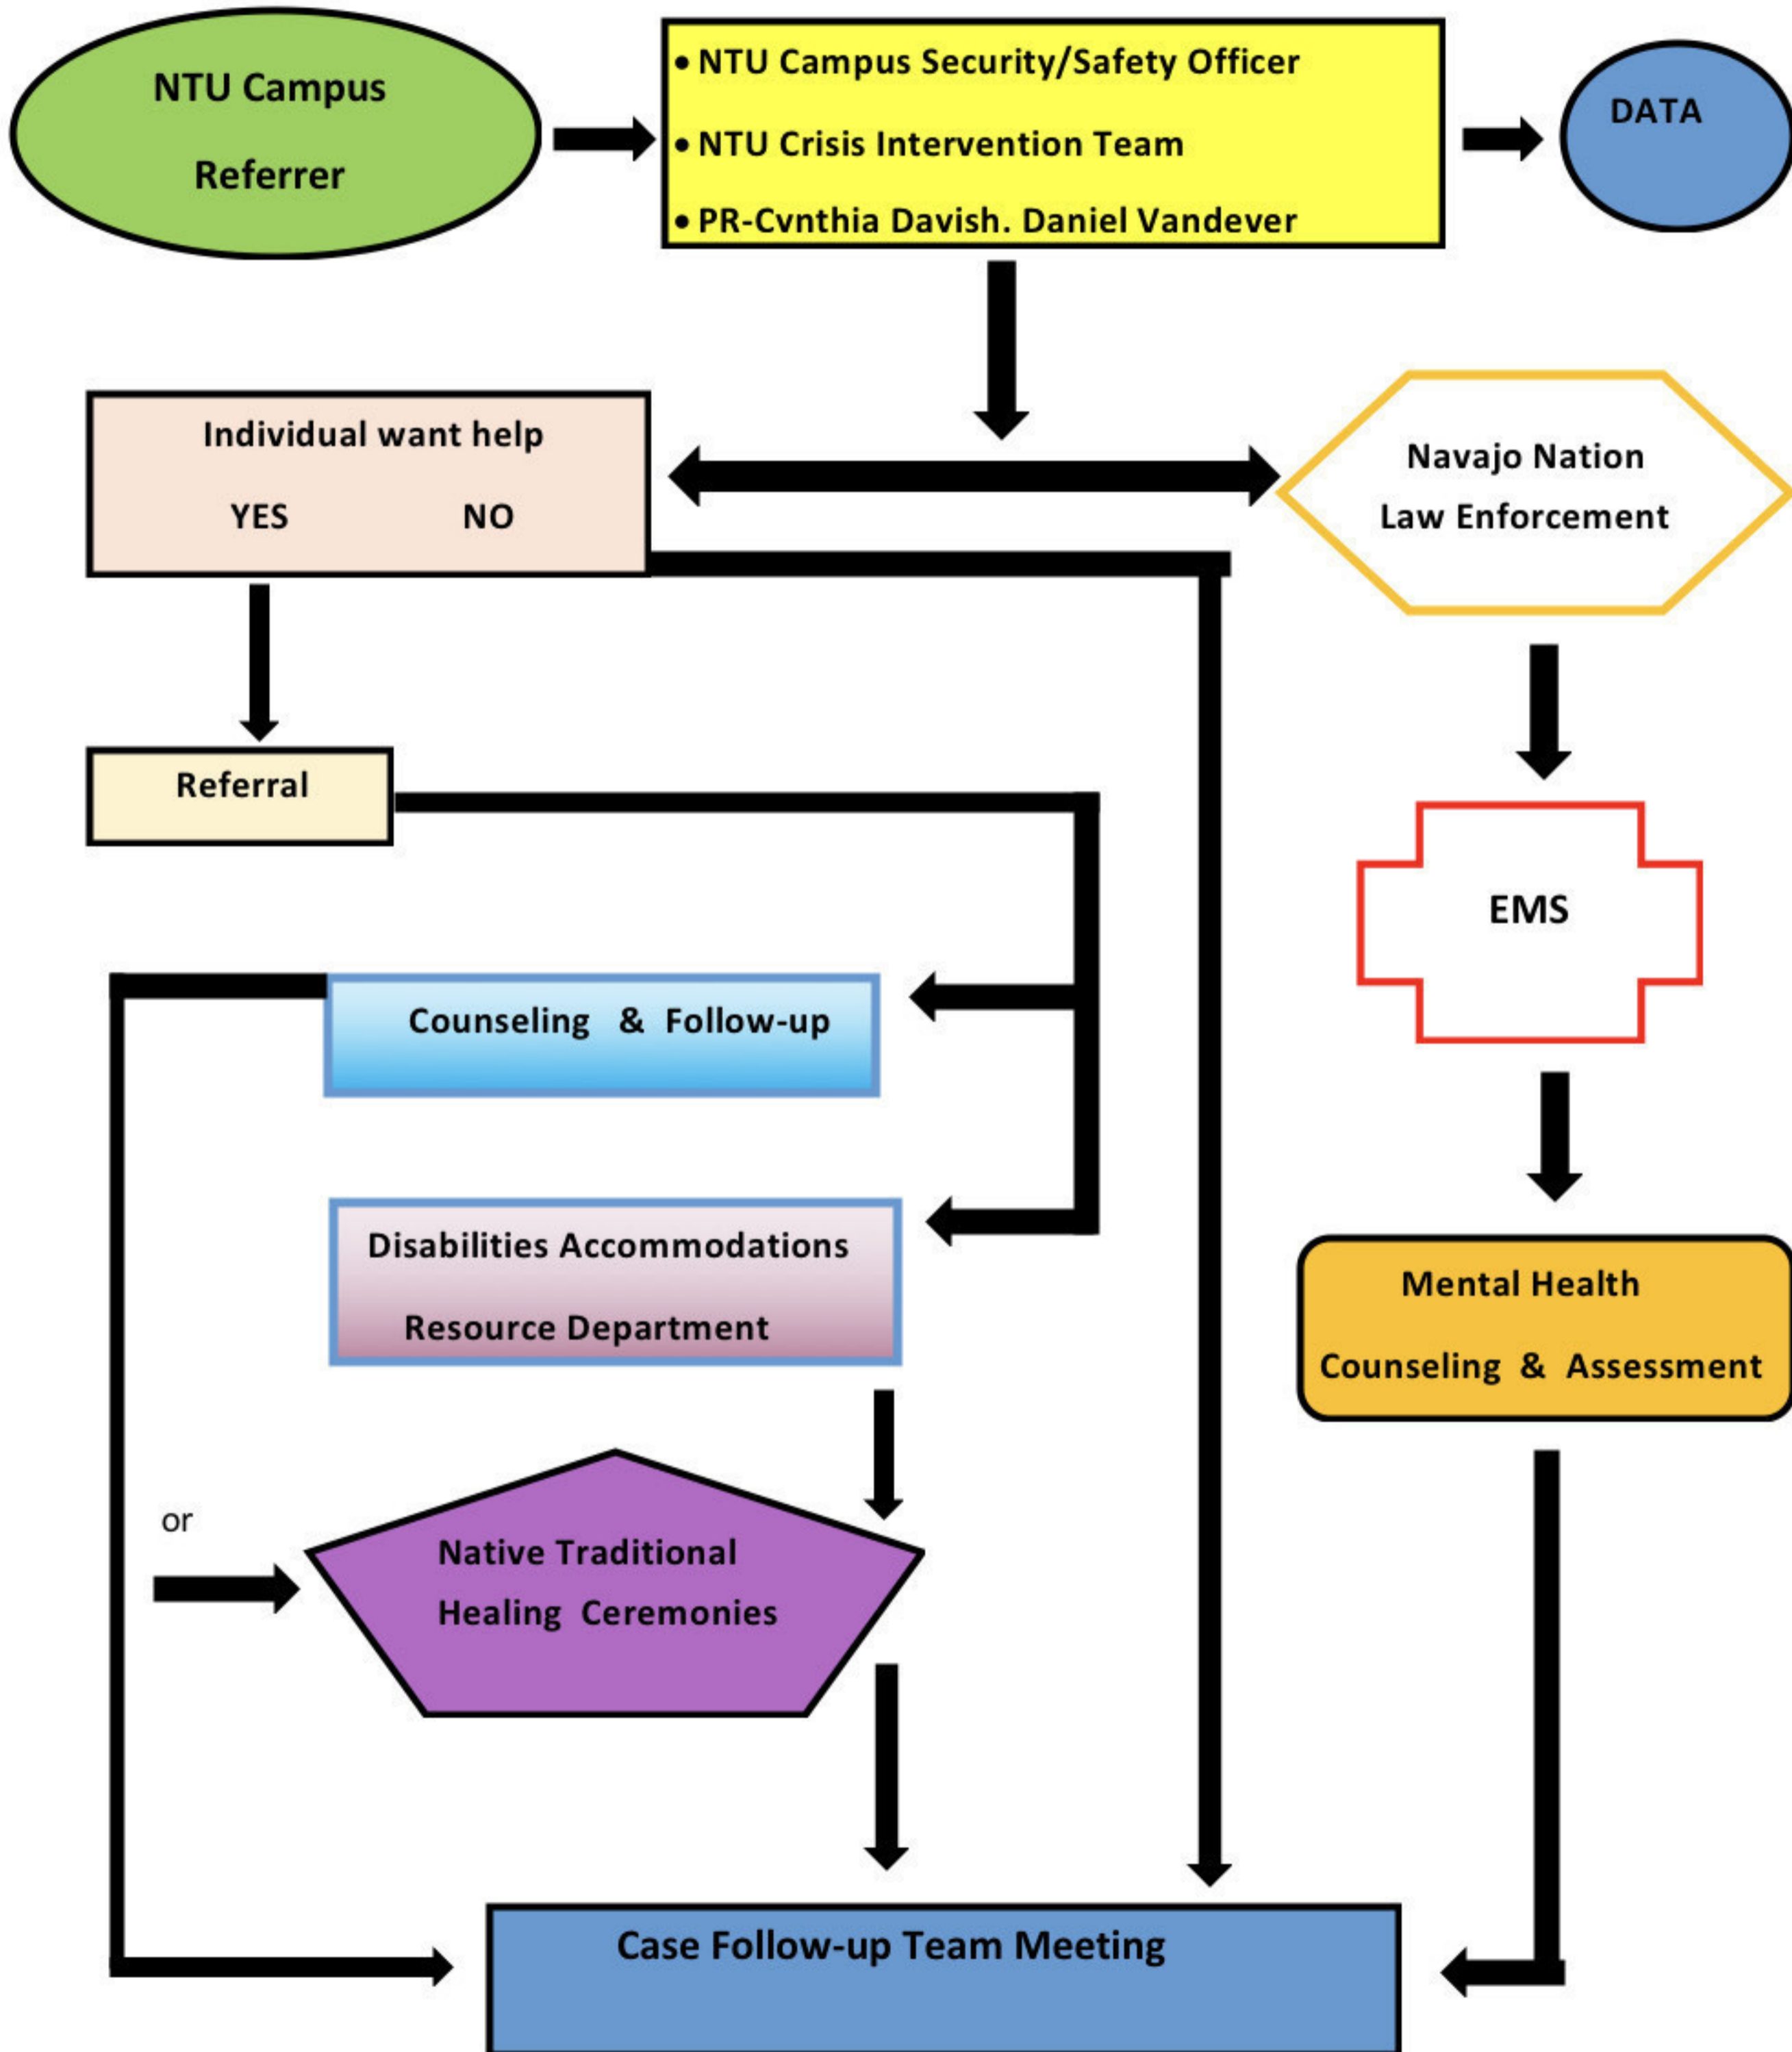 NTU Campus
Referrer
• NTU Campus Security/Safety Officer
• NTU Crisis Intervention Team
• PR-Cvnthia Davish. Daniel Vandever
DATA
Individual want help
YES NO
Navajo Nation
Law Enforcement
Referral
EMS
Counseling & Follow-up
Disabilities Accommodations
Resource Department
Mental Health
Counseling & Assessment
or
Native Traditional
Healing Ceremonies
Case Follow-up Team Meeting